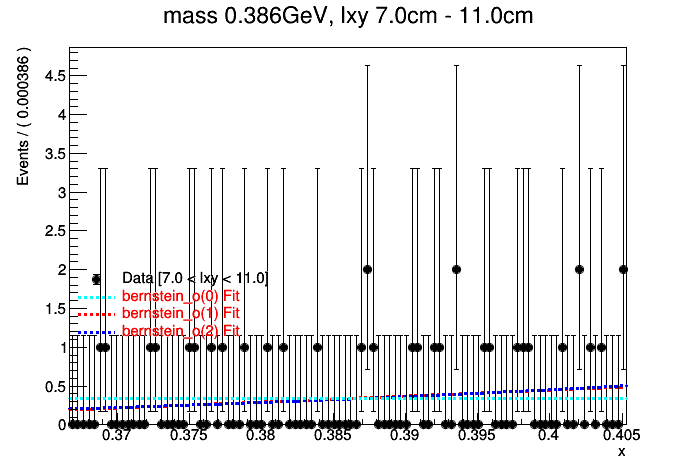 mass 0.386GeV, lxy 7.0cm - 11.0cm
Events / ( 0.000386 )
4.5
4
3.5
3
2.5
2
1.5
1
0.5
0
Data [7.0 < lxy < 11.0]
bernstein_o(0) Fit
bernstein_o(1) Fit
bernstein_o(2) Fit
0.37 0.375 0.38 0.385 0.39 0.395 0.4 0.405
x